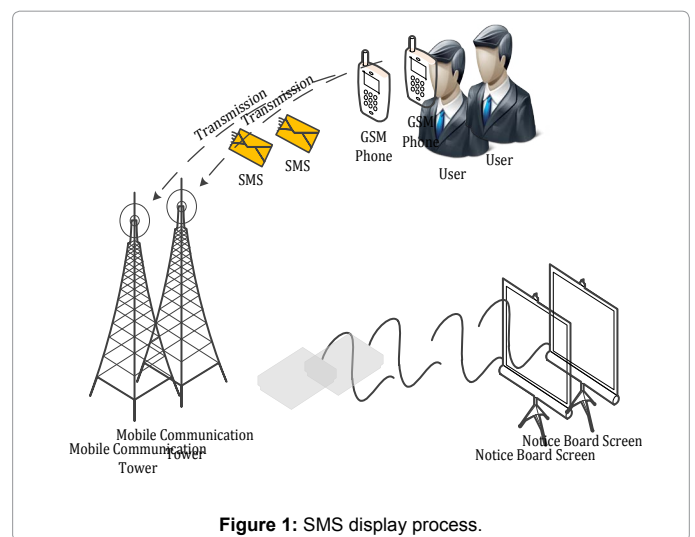 Transmission
Transmission
GSM
Phone
GSM
Phone
SMS
SMS
User
User
Mobile Communication
Tower
Mobile Communication
Tower
Notice Board Screen
Notice Board Screen
Figure 1: SMS display process.